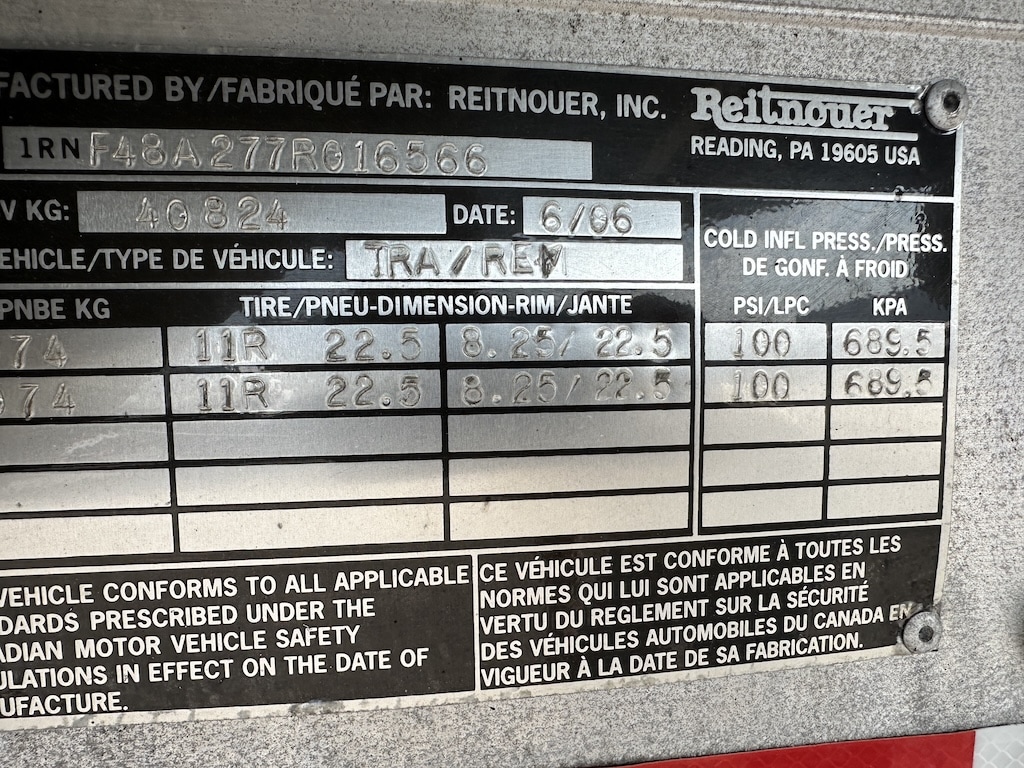 FACTURED BY/FABRIQUÉ PAR: REITNOUER, INC.
Reitnouer
READING, PA 19605 USA
1RN F48A277R016566
V KG: 40824 DATE: 6/06
EHICLE/TYPE DE VÉHICULE: TRA/REM
COLD INFL PRESS./PRESS.
DE GONF. À FROID
PNBE KG TIRE/PNEU-DIMENSION-RIM/JANTE PSI/LPC KPA
74 11R 22.5 8.25/ 22.5 100 689.5
74 11R 22.5 8.25/22.5 100 689.5
VEHICLE CONFORMS TO ALL APPLICABLE
DARDS PRESCRIBED UNDER THE
ADIAN MOTOR VEHICLE SAFETY
ULATIONS IN EFFECT ON THE DATE OF
UFACTURE.
CE VÉHICULE EST CONFORME À TOUTES LES
NORMES QUI LUI SONT APPLICABLES EN
VERTU DU REGLEMENT SUR LA SÉCURITÉ
DES VÉHICULES AUTOMOBILES DU CANADA EN
VIGUEUR À LA DATE DE SA FABRICATION.